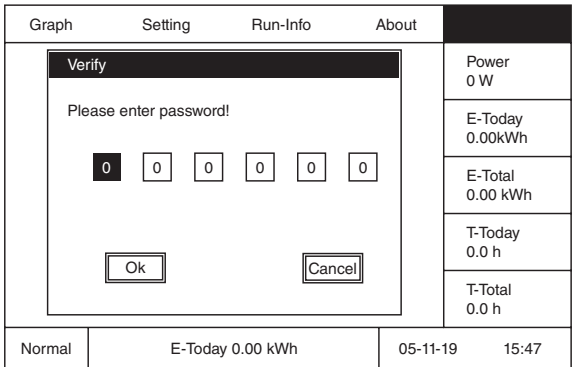 Graph Setting Run-Info About
Verify
Please enter password!
0 0 0 0 0 0
Ok Cancel
Power
0 W
E-Today
0.00kWh
E-Total
0.00 kWh
T-Today
0.0 h
T-Total
0.0 h
Normal E-Today 0.00 kWh 05-11-19 15:47